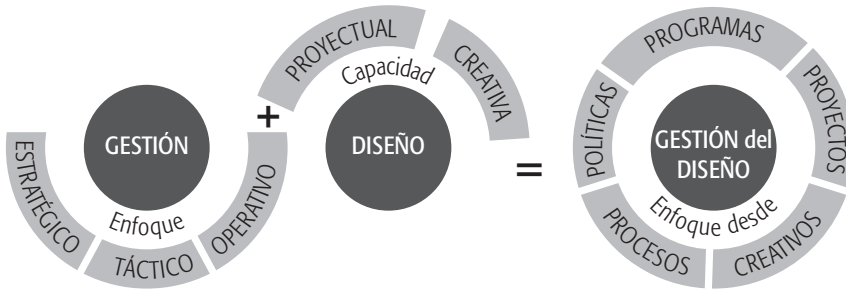 ESTRATÉGICO
TÁCTICO
OPERATIVO
GESTIÓN
Enfoque
+
PROYECTUAL
CREATIVA
Capacidad
DISEÑO
=
POLÍTICAS
PROGRAMAS
PROYECTOS
PROCESOS
CREATIVOS
GESTIÓN del
DISEÑO
Enfoque desde